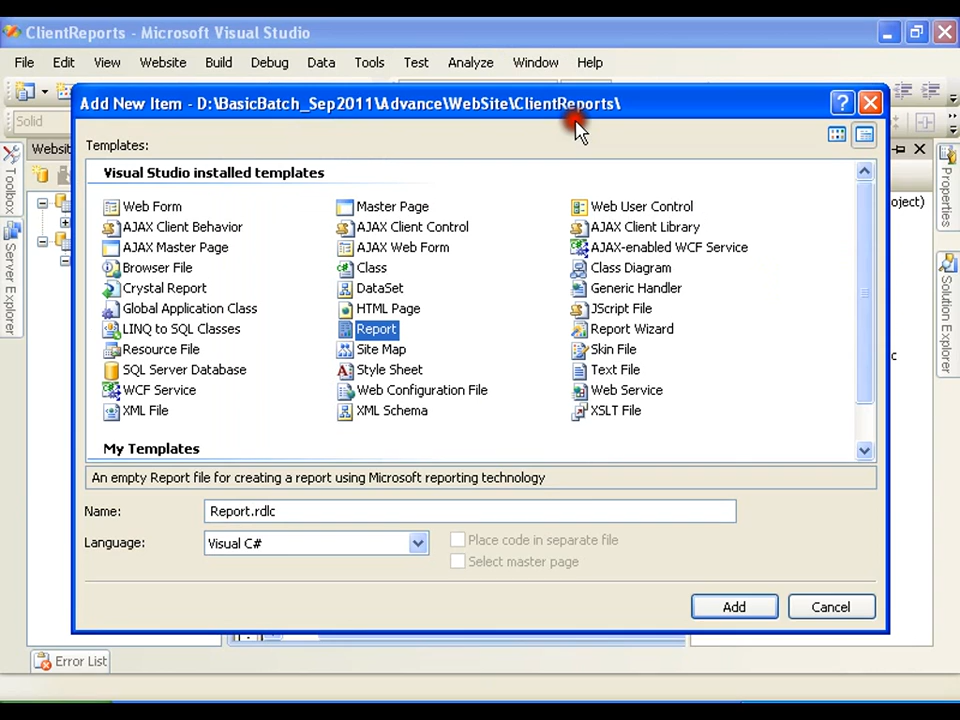 ClientReports - Microsoft Visual Studio
File Edit View Website Build Debug Data Tools Test Analyze Window Help
Add New Item - D:\BasicBatch_Sep2011\Advance\WebSite\ClientReports\
Solid
Templates:
Toolbox
Server Explorer
Properties
Solution Explorer
Visual Studio installed templates
Web Form Master Page Web User Control
AJAX Client Behavior AJAX Client Control AJAX Client Library
AJAX Master Page AJAX Web Form AJAX-enabled WCF Service
Browser File Class Class Diagram
Crystal Report DataSet Generic Handler
Global Application Class HTML Page JScript File
LINQ to SQL Classes Report Report Wizard
Resource File Site Map Skin File
SQL Server Database Style Sheet Text File
WCF Service Web Configuration File Web Service
XML File XML Schema XSLT File
My Templates
An empty Report file for creating a report using Microsoft reporting technology
Name: Report.rdlc
Language: Visual C# Place code in separate file
Select master page
Add Cancel
Error List